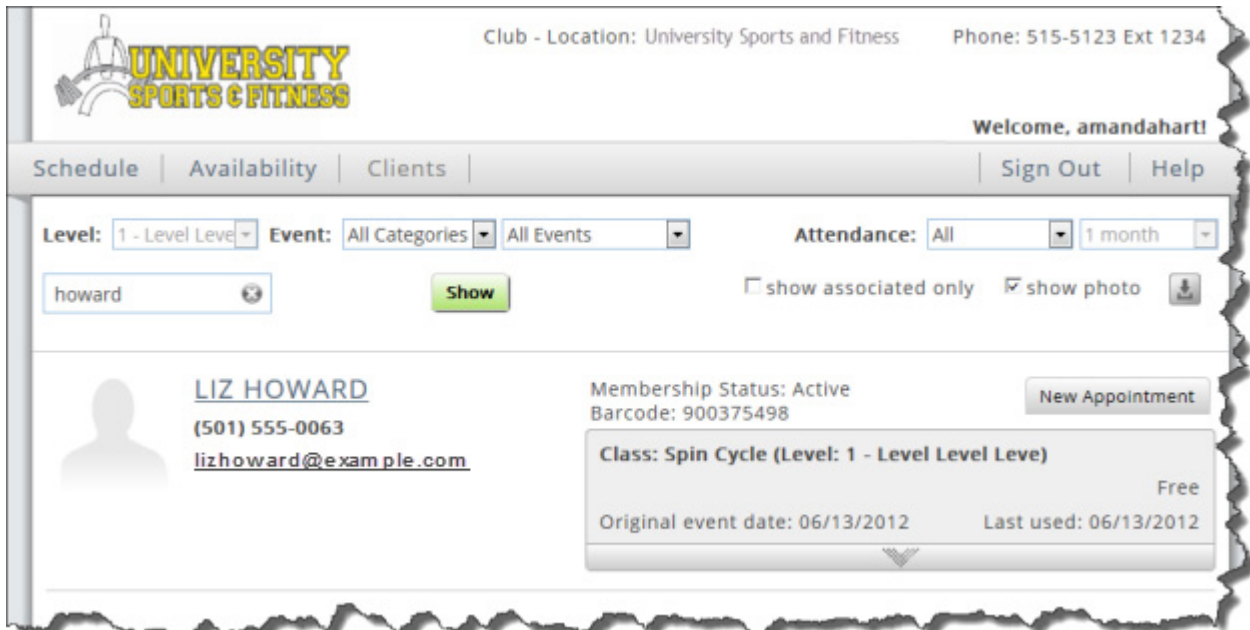 UNIVERSITY
SPORTS & FITNESS
Club - Location: University Sports and Fitness Phone: 515-5123 Ext 1234
Welcome, amandahart!
Schedule Availability Clients Sign Out Help
Level: 1 - Level Leve Event: All Categories All Events Attendance: All 1 month
howard Show show associated only show photo
LIZ HOWARD
(501) 555-0063
lizhoward@example.com
Membership Status: Active
Barcode: 900375498
New Appointment
Class: Spin Cycle (Level: 1 - Level Level Leve)
Free
Original event date: 06/13/2012 Last used: 06/13/2012